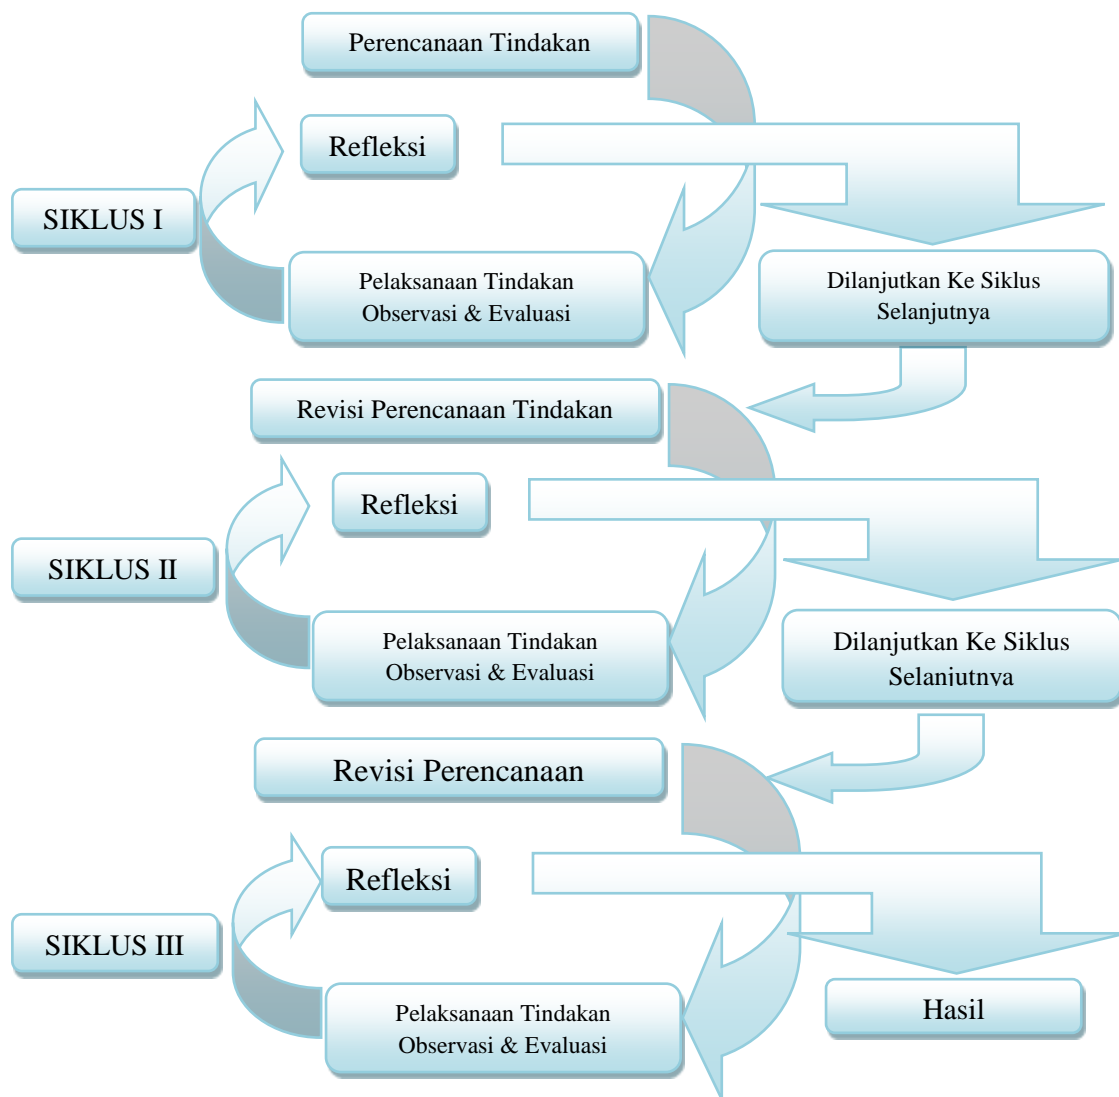 Perencanaan Tindakan
Refleksi
SIKLUS I
Pelaksanaan Tindakan
Observasi & Evaluasi
Dilanjutkan Ke Siklus
Selanjutnya
Revisi Perencanaan Tindakan
Refleksi
SIKLUS II
Pelaksanaan Tindakan
Observasi & Evaluasi
Dilanjutkan Ke Siklus
Selanjutnya
Revisi Perencanaan
Refleksi
SIKLUS III
Pelaksanaan Tindakan
Observasi & Evaluasi
Hasil